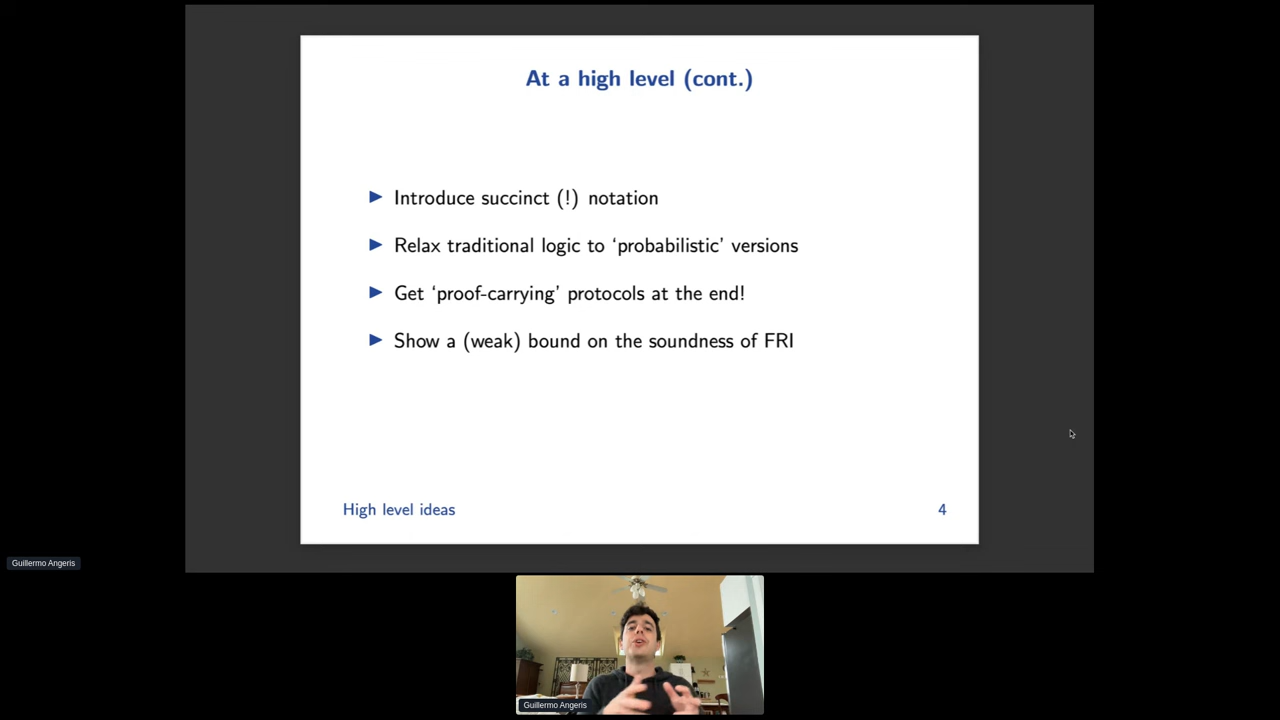 At a high level (cont.)
Introduce succinct (!) notation
Relax traditional logic to ‘probabilistic’ versions
Get ‘proof-carrying’ protocols at the end!
Show a (weak) bound on the soundness of FRI
High level ideas
4
Guillermo Angeris
Guillermo Angeris